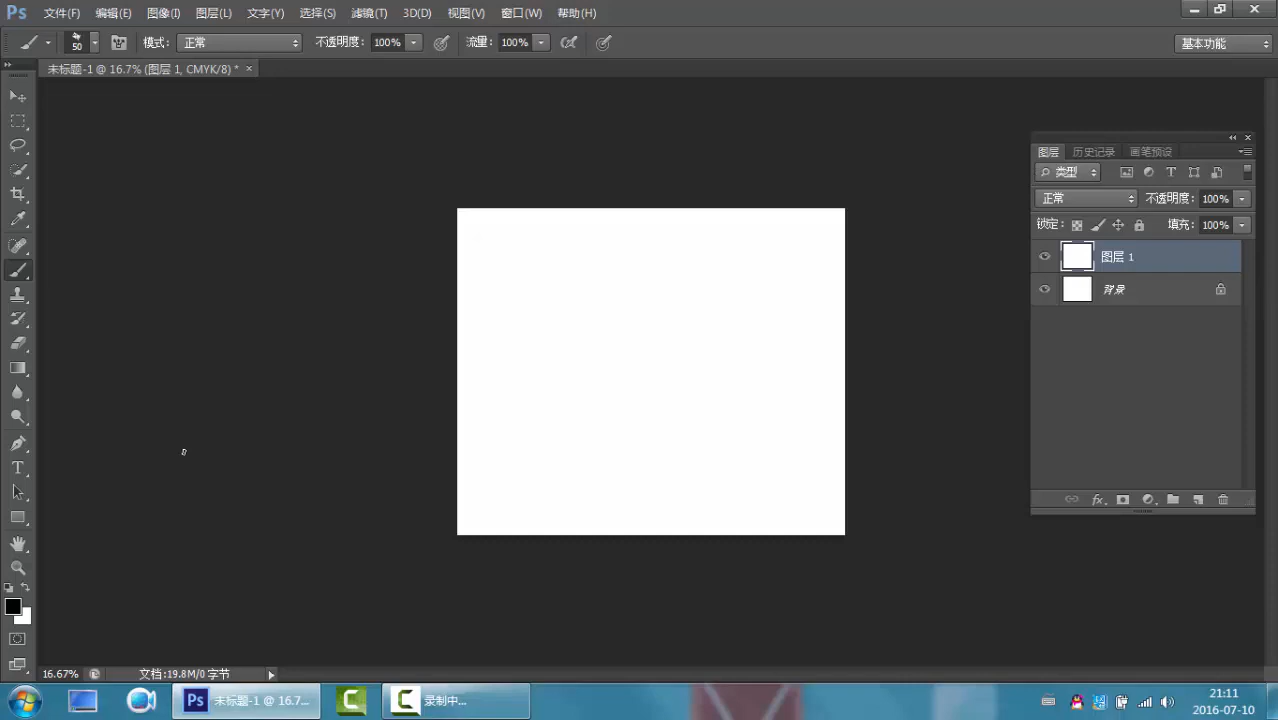 Ps 文件(F) 编辑(E) 图像(I) 图层(L) 文字(Y) 选择(S) 滤镜(T) 3D(D) 视图(V) 窗口(W) 帮助(H)
50 模式: 正常 不透明度: 100% 流量: 100% 基本功能
未标题-1 @ 16.7% (图层 1, CMYK/8) * ×
图层 历史记录 画笔预设
类型
正常 不透明度: 100%
锁定: 填充: 100%
图层 1
背景
fx
16.67% 文档:19.8M/0 字节
Ps 未标题-1 @ 16.7... 录制中...
21:11
2016-07-10